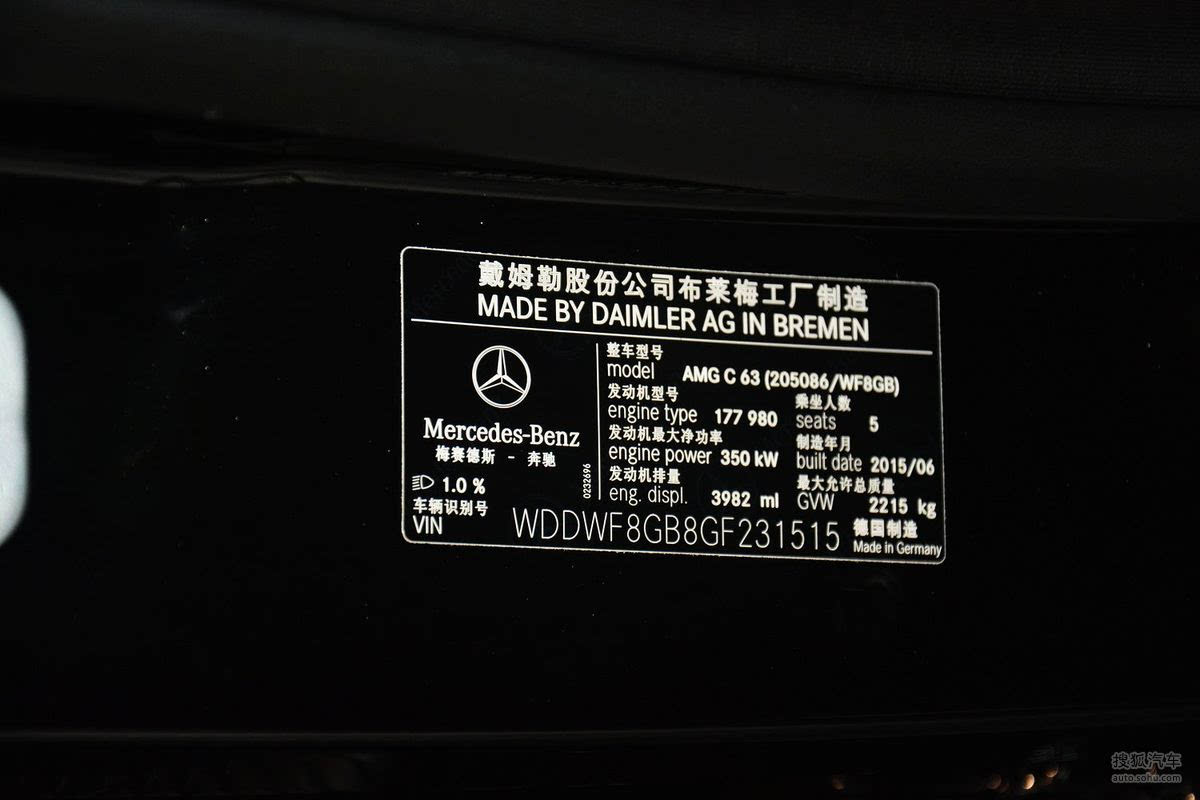 戴姆勒股份公司布莱梅工厂制造
MADE BY DAIMLER AG IN BREMEN
Mercedes-Benz
梅赛德斯 - 奔驰
1.0 %
0232696
整车型号
model AMG C 63 (205086/WF8GB)
发动机型号
engine type 177 980
乘坐人数
seats 5
发动机最大净功率
engine power 350 kW
制造年月
built date 2015/06
发动机排量
eng. displ. 3982 ml
最大允许总质量
GVW 2215 kg
车辆识别号
VIN WDDWF8GB8GF231515
德国制造
Made in Germany
搜狐汽车
auto.sohu.com